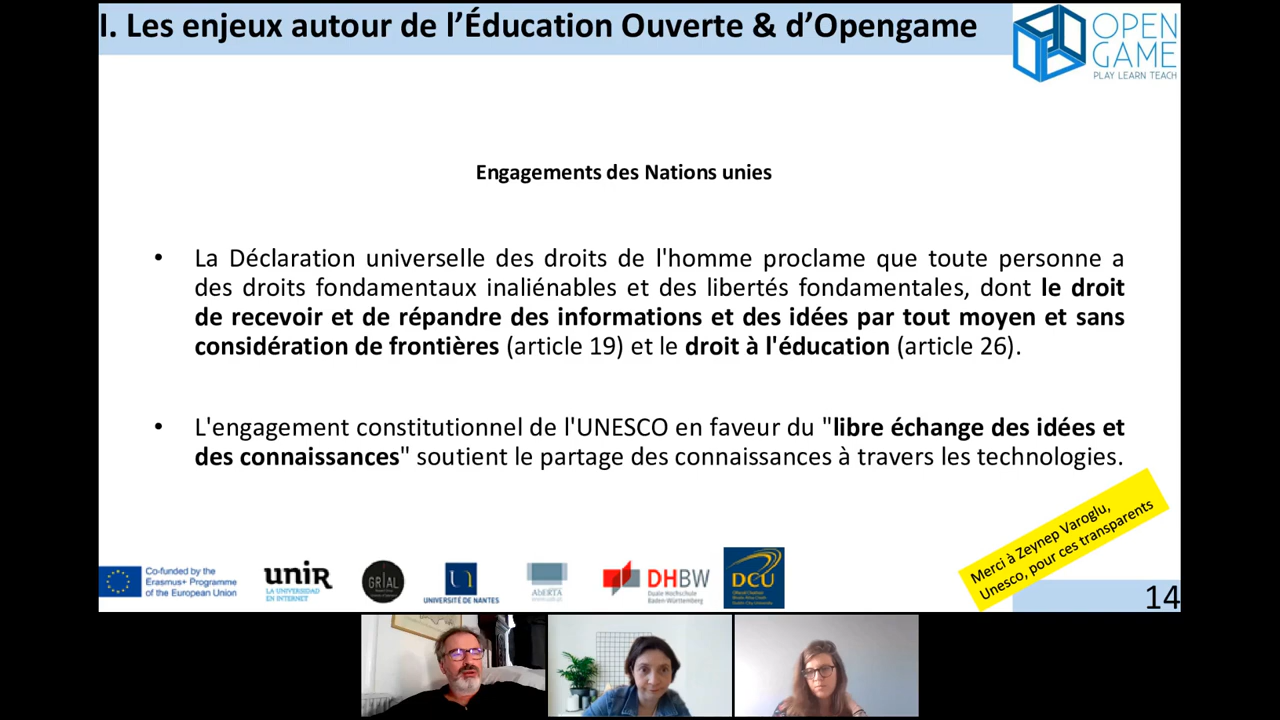 I. Les enjeux autour de l’Éducation Ouverte & d’Opengame
OPEN
GAME
PLAY LEARN TEACH
Engagements des Nations unies
• La Déclaration universelle des droits de l'homme proclame que toute personne a
des droits fondamentaux inaliénables et des libertés fondamentales, dont le droit
de recevoir et de répandre des informations et des idées par tout moyen et sans
considération de frontières (article 19) et le droit à l'éducation (article 26).
• L'engagement constitutionnel de l'UNESCO en faveur du "libre échange des idées et
des connaissances" soutient le partage des connaissances à travers les technologies.
Merci à Zeynep Varoglu,
Unesco, pour ces transparents
Co-funded by the
Erasmus+ Programme
of the European Union
unir
LA UNIVERSIDAD
EN INTERNET
GRIAL
UNIVERSITÉ DE NANTES
AbERTA
DHBW
Duale Hochschule
Baden-Württemberg
DCU
14